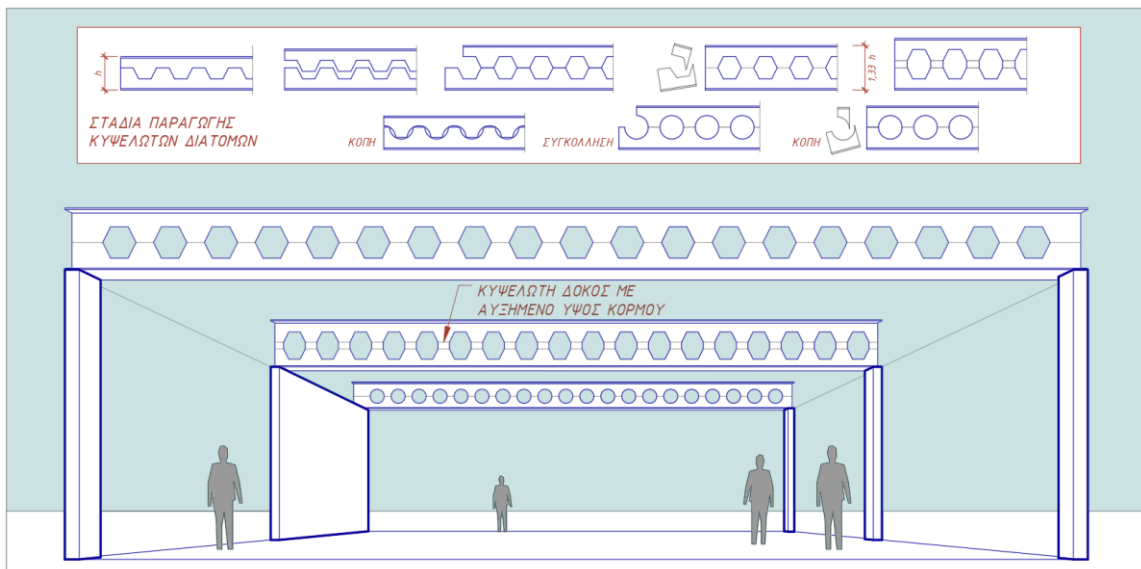 h
1,33 h
ΣΤΑΔΙΑ ΠΑΡΑΓΩΓΗΣ
ΚΥΨΕΛΩΤΩΝ ΔΙΑΤΟΜΩΝ
ΚΟΠΗ
ΣΥΓΚΟΛΛΗΣΗ
ΚΟΠΗ
ΚΥΨΕΛΩΤΗ ΔΟΚΟΣ ΜΕ
ΑΥΞΗΜΕΝΟ ΥΨΟΣ ΚΟΡΜΟΥ